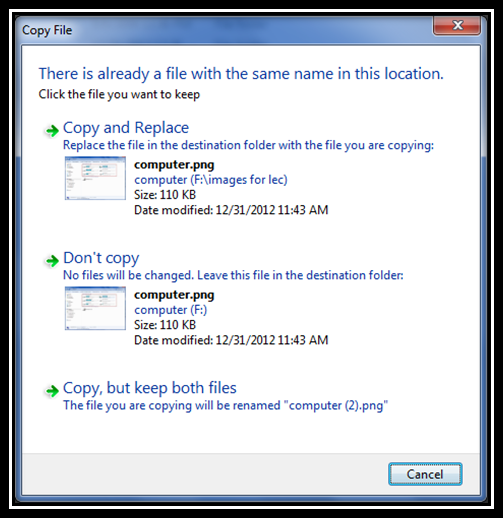 Copy File
There is already a file with the same name in this location.
Click the file you want to keep
Copy and Replace
Replace the file in the destination folder with the file you are copying:
computer.png
computer (F:\images for lec)
Size: 110 KB
Date modified: 12/31/2012 11:43 AM
Don't copy
No files will be changed. Leave this file in the destination folder:
computer.png
computer (F:)
Size: 110 KB
Date modified: 12/31/2012 11:43 AM
Copy, but keep both files
The file you are copying will be renamed "computer (2).png"
Cancel